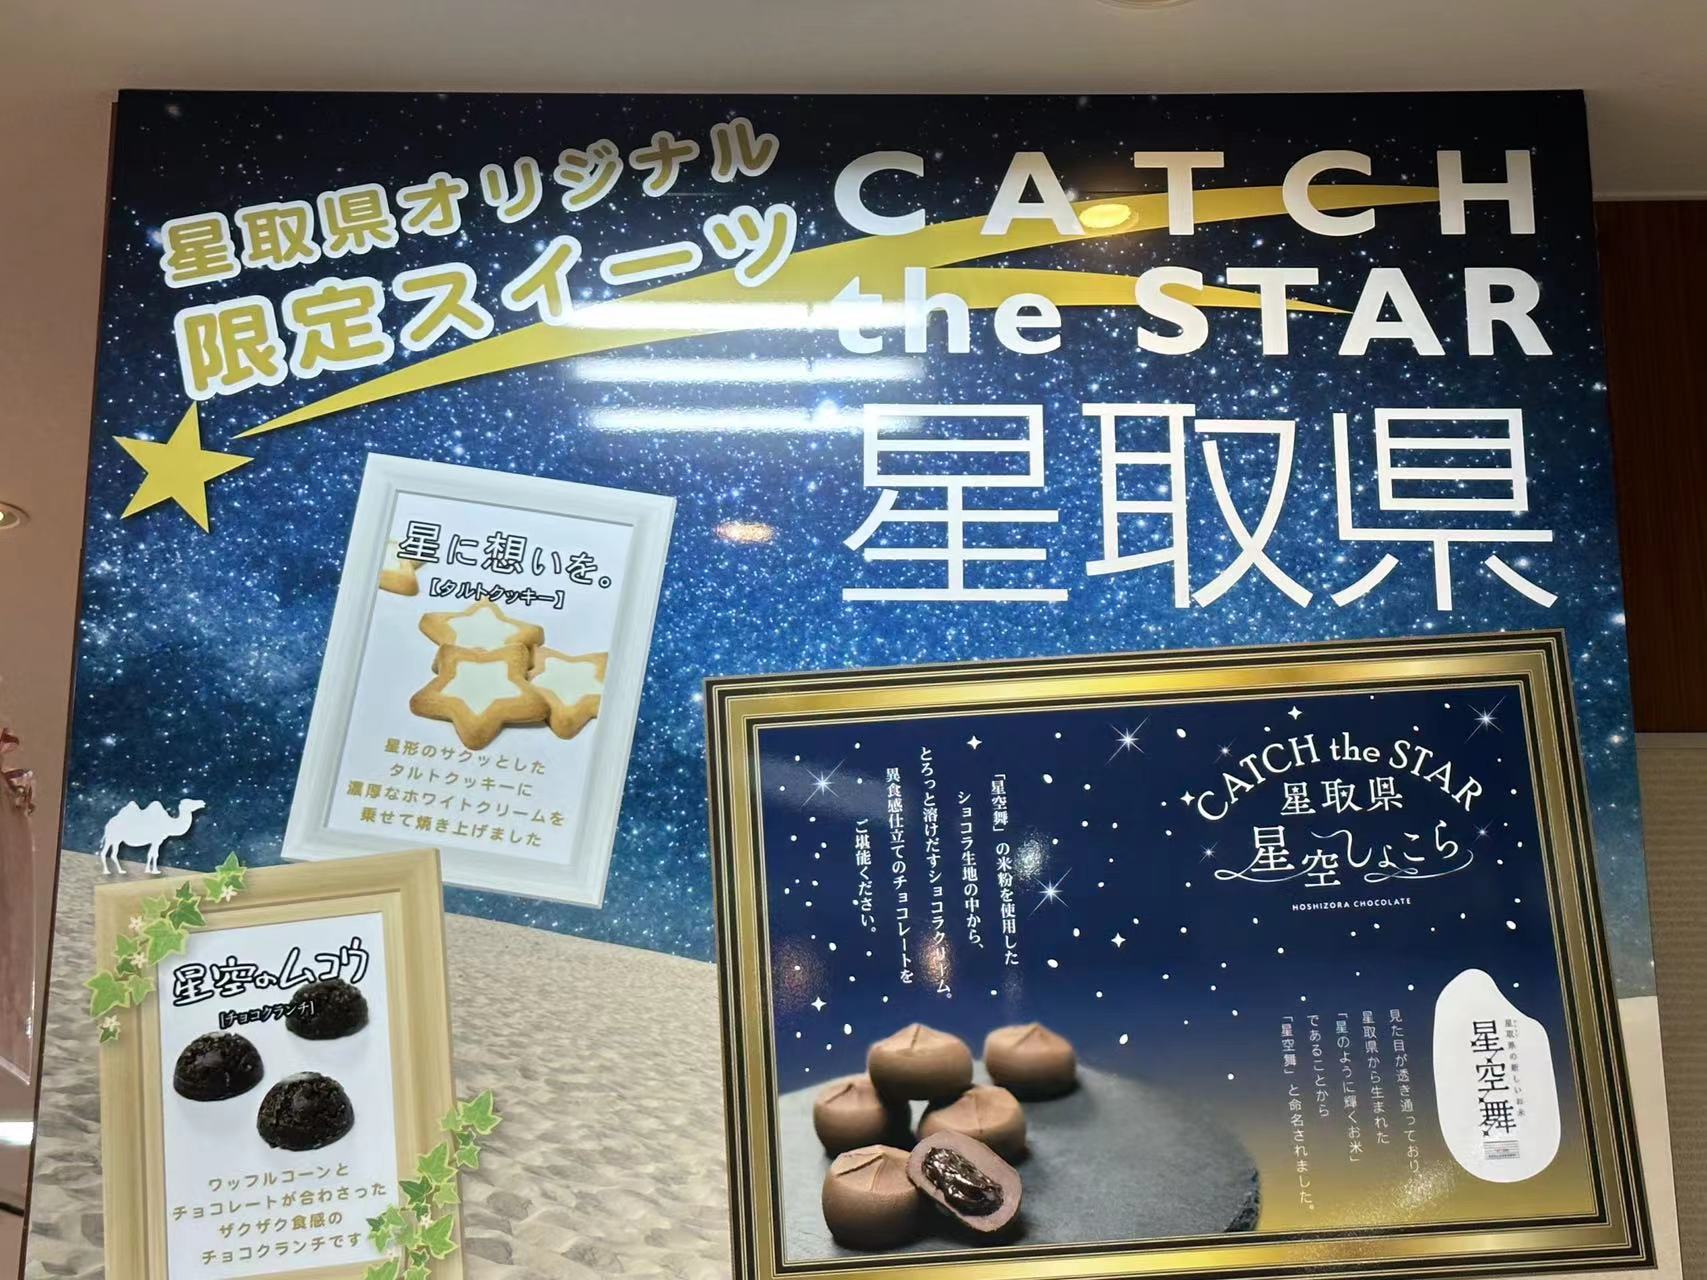 星取県オリジナル
限定スイーツ
CATCH
the STAR
星取県
星に想いを。
【タルトクッキー】
星形のサクッとした
タルトクッキーに
濃厚なホワイトクリームを
乗せて焼き上げました
星空のムコウ
【チョコクランチ】
ワッフルコーンと
チョコレートが合わさった
ザクザク食感の
チョコクランチです
CATCH the STAR
星取県
星空しょこら
HOSHIZORA CHOCOLATE
「星空舞」の米粉を使用した
ショコラ生地の中から、
とろっと溶けだすショコラクリーム。
異食感仕立てのチョコレートを
ご堪能ください。
星取県の新しいお米
星空舞
見た目が透き通っており、
星取県から生まれた
「星のように輝くお米」
であることから
「星空舞」と命名されました。